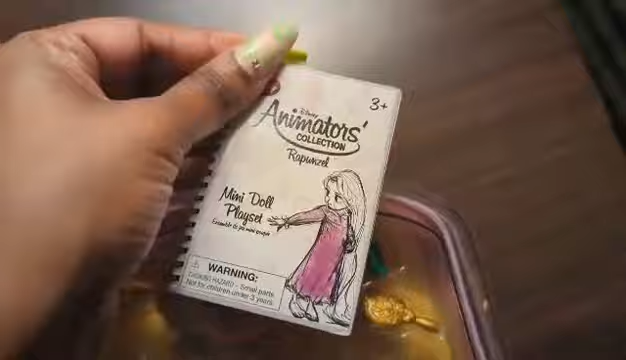 3+
Disney
Animators'
COLLECTION
Rapunzel
Mini Doll
Playset
⚠ WARNING:
CHOKING HAZARD - Small parts
Not for children under 3 years.